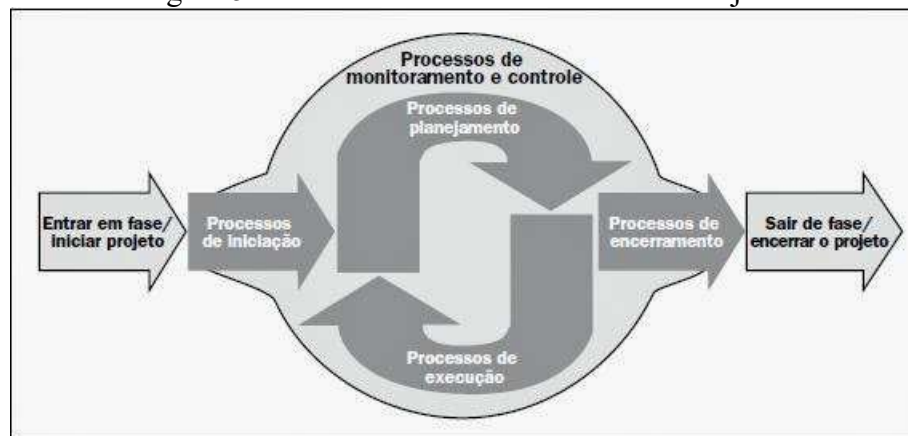 Processos de
monitoramento e controle
Processos de
planejamento
Entrar em fase/
iniciar projeto
Processos
de iniciação
Processos de
encerramento
Sair de fase/
encerrar o projeto
Processos de
execução